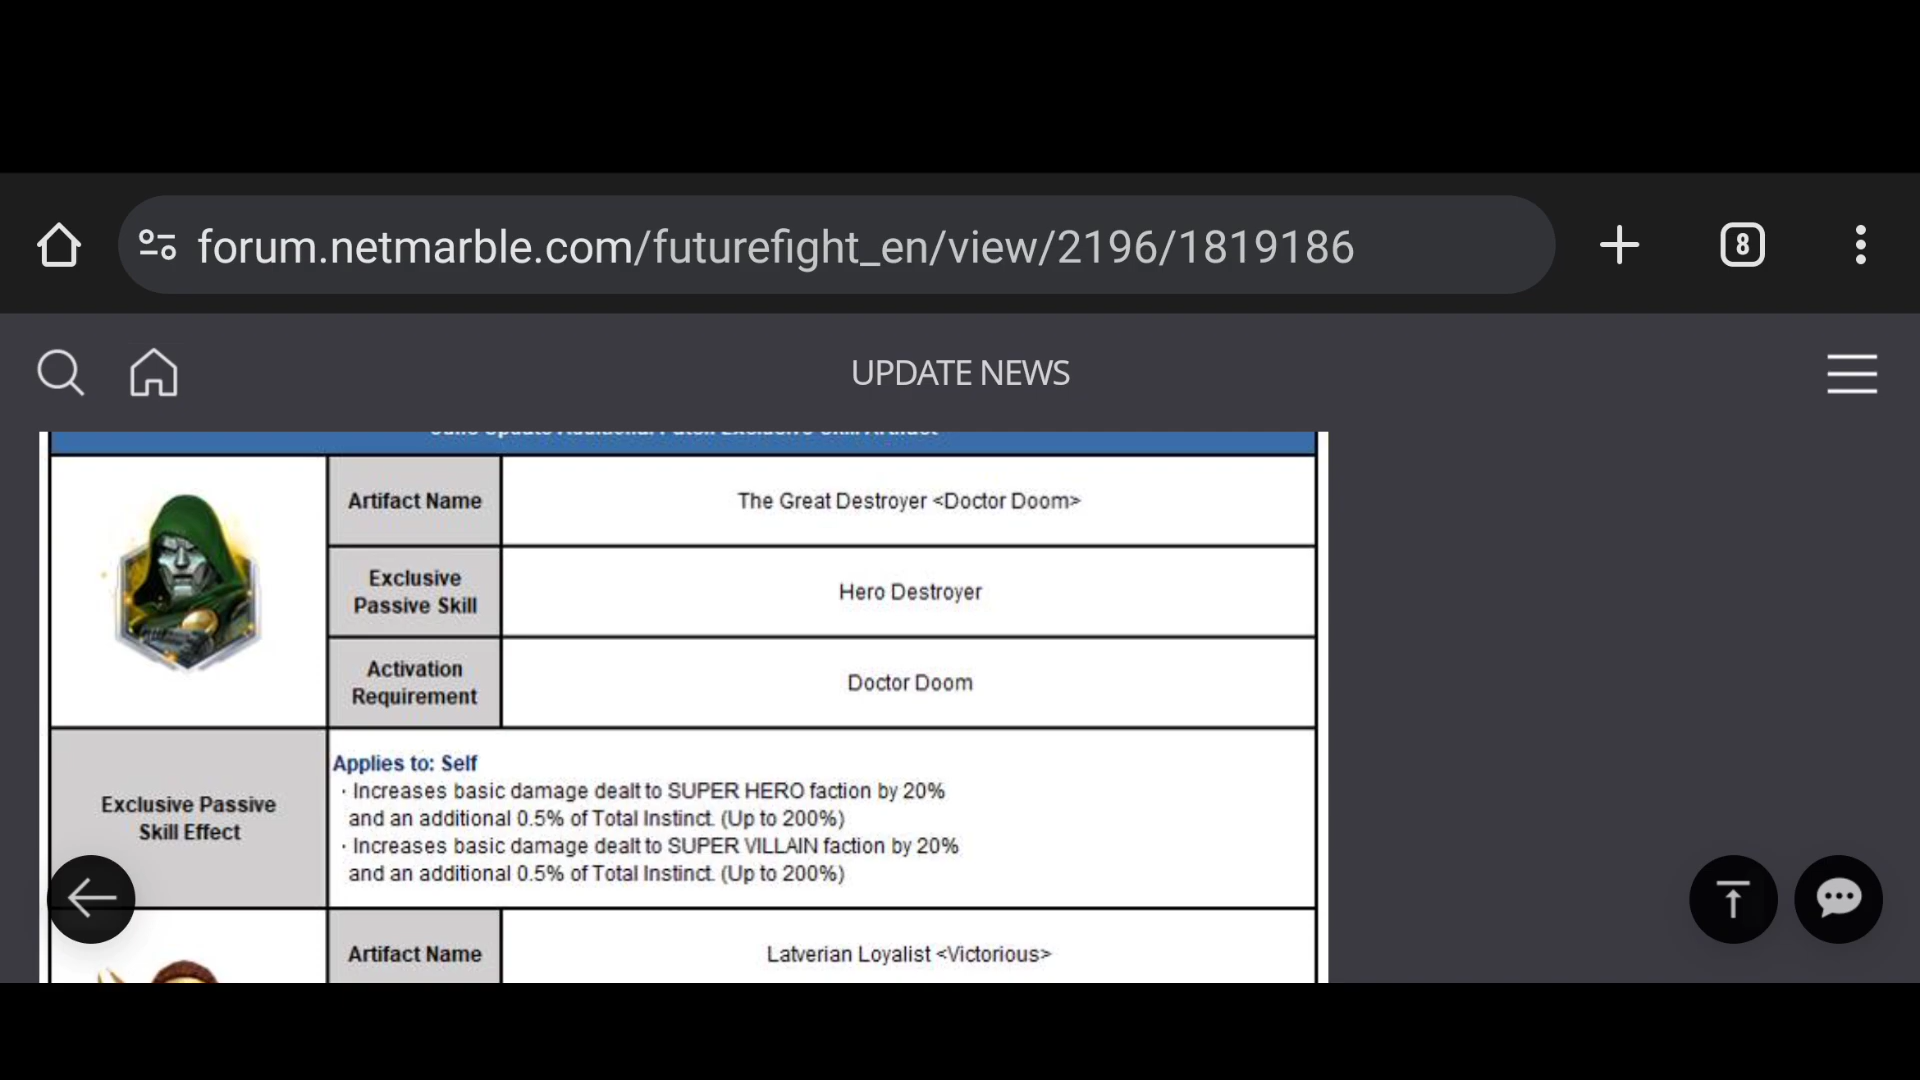 forum.netmarble.com/futurefight_en/view/2196/1819186
8
UPDATE NEWS
Artifact Name
The Great Destroyer <Doctor Doom>
Exclusive
Passive Skill
Hero Destroyer
Activation
Requirement
Doctor Doom
Exclusive Passive
Skill Effect
Applies to: Self
· Increases basic damage dealt to SUPER HERO faction by 20%
and an additional 0.5% of Total Instinct. (Up to 200%)
· Increases basic damage dealt to SUPER VILLAIN faction by 20%
and an additional 0.5% of Total Instinct. (Up to 200%)
Artifact Name
Latverian Loyalist <Victorious>